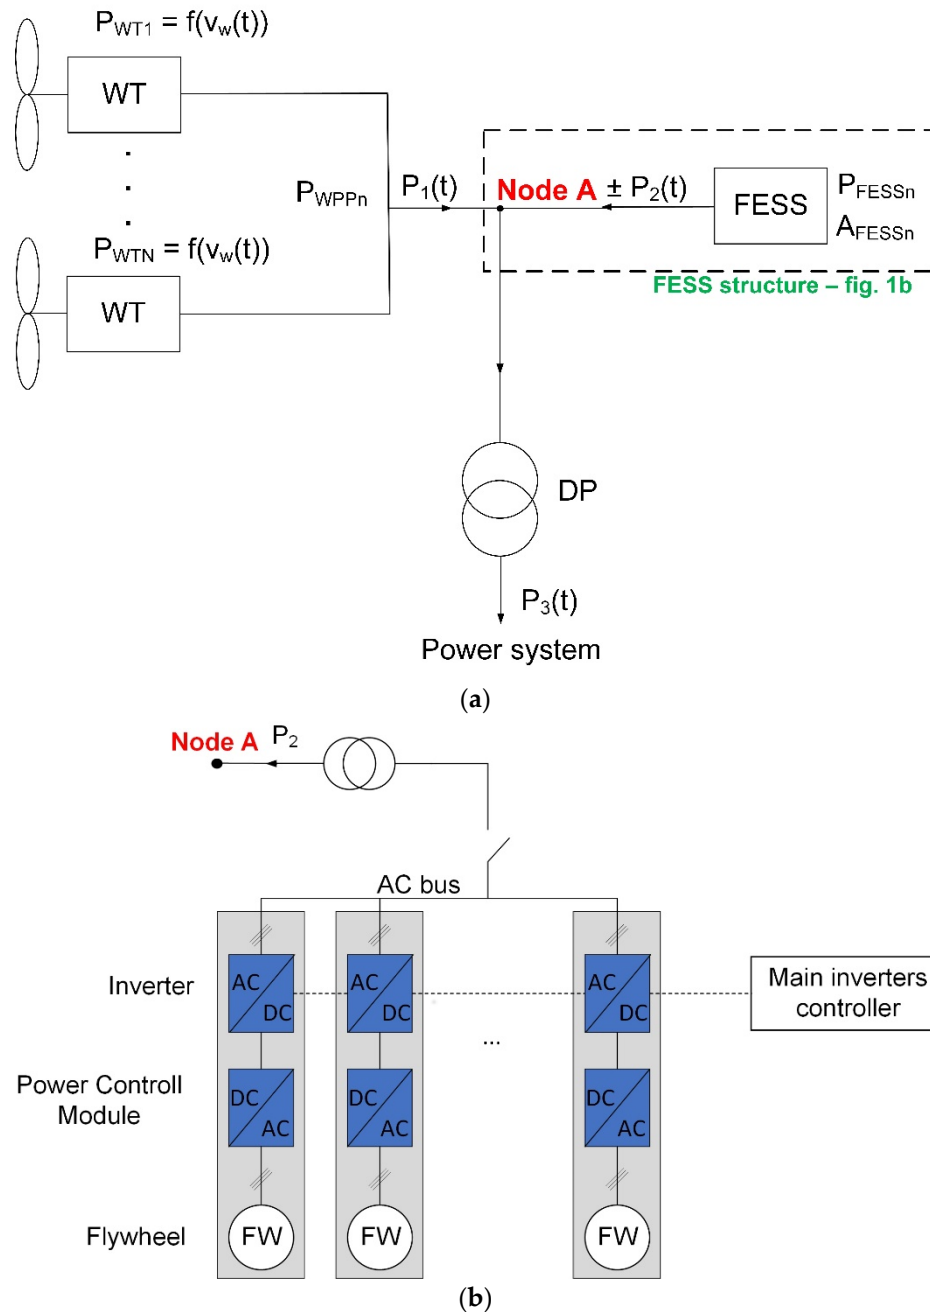 P_WT1 = f(v_w(t))
WT
.
.
.
P_WPPn
P_1(t)
Node A
± P_2(t)
FESS
P_FESSn
A_FESSn
FESS structure – fig. 1b
P_WTN = f(v_w(t))
WT
DP
P_3(t)
Power system
(a)
Node A
P_2
AC bus
Inverter
AC
DC
AC
DC
...
AC
DC
Main inverters
controller
Power Controll
Module
DC
AC
DC
AC
DC
AC
Flywheel
FW
FW
FW
(b)